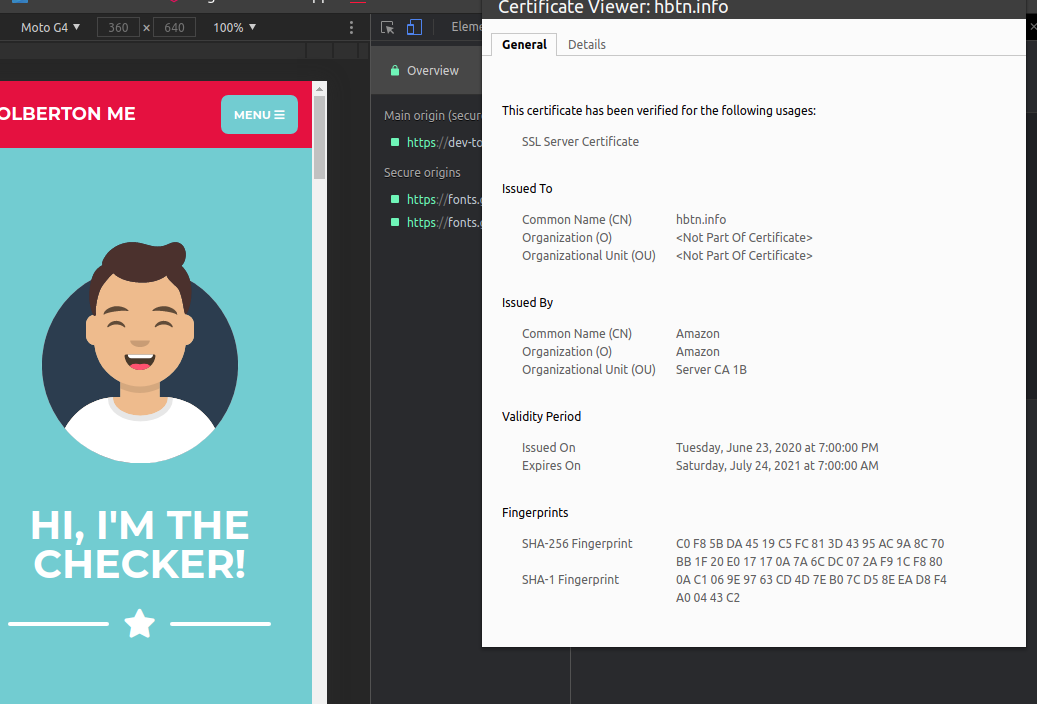 Certificate Viewer: hbtn.info
Moto G4 ▼ 360 x 640 100% ▼
Eleme
General Details
Overview
OLBERTON ME
MENU ☰
Main origin (secur
https://dev-to
Secure origins
https://fonts.g
https://fonts.g
This certificate has been verified for the following usages:
SSL Server Certificate
Issued To
Common Name (CN) hbtn.info
Organization (O) <Not Part Of Certificate>
Organizational Unit (OU) <Not Part Of Certificate>
Issued By
Common Name (CN) Amazon
Organization (O) Amazon
Organizational Unit (OU) Server CA 1B
Validity Period
Issued On Tuesday, June 23, 2020 at 7:00:00 PM
Expires On Saturday, July 24, 2021 at 7:00:00 AM
Fingerprints
SHA-256 Fingerprint C0 F8 5B DA 45 19 C5 FC 81 3D 43 95 AC 9A 8C 70
BB 1F 20 E0 17 17 0A 7A 6C DC 07 2A F9 1C F8 80
SHA-1 Fingerprint 0A C1 06 9E 97 63 CD 4D 7E B0 7C D5 8E EA D8 F4
A0 04 43 C2
HI, I'M THE
CHECKER!